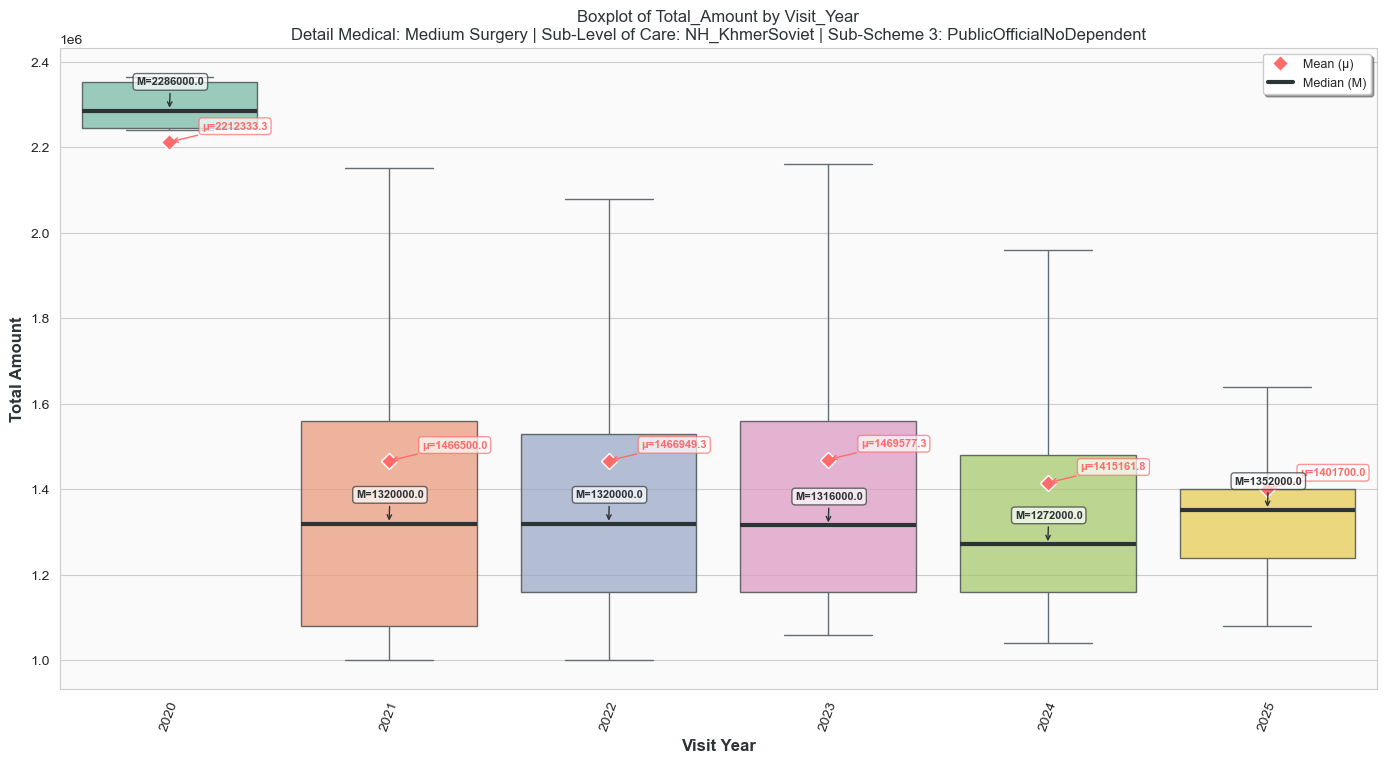 Boxplot of Total_Amount by Visit_Year
Detail Medical: Medium Surgery | Sub-Level of Care: NH_KhmerSoviet | Sub-Scheme 3: PublicOfficialNoDependent
1e6
2.4
2.2
2.0
1.8
1.6
1.4
1.2
1.0
Total Amount
Mean (μ)
Median (M)
M=2286000.0
μ=2212333.3
μ=1466500.0
M=1320000.0
μ=1466949.3
M=1320000.0
μ=1469577.3
M=1316000.0
μ=1415161.8
M=1272000.0
μ=1401700.0
M=1352000.0
2020
2021
2022
2023
2024
2025
Visit Year